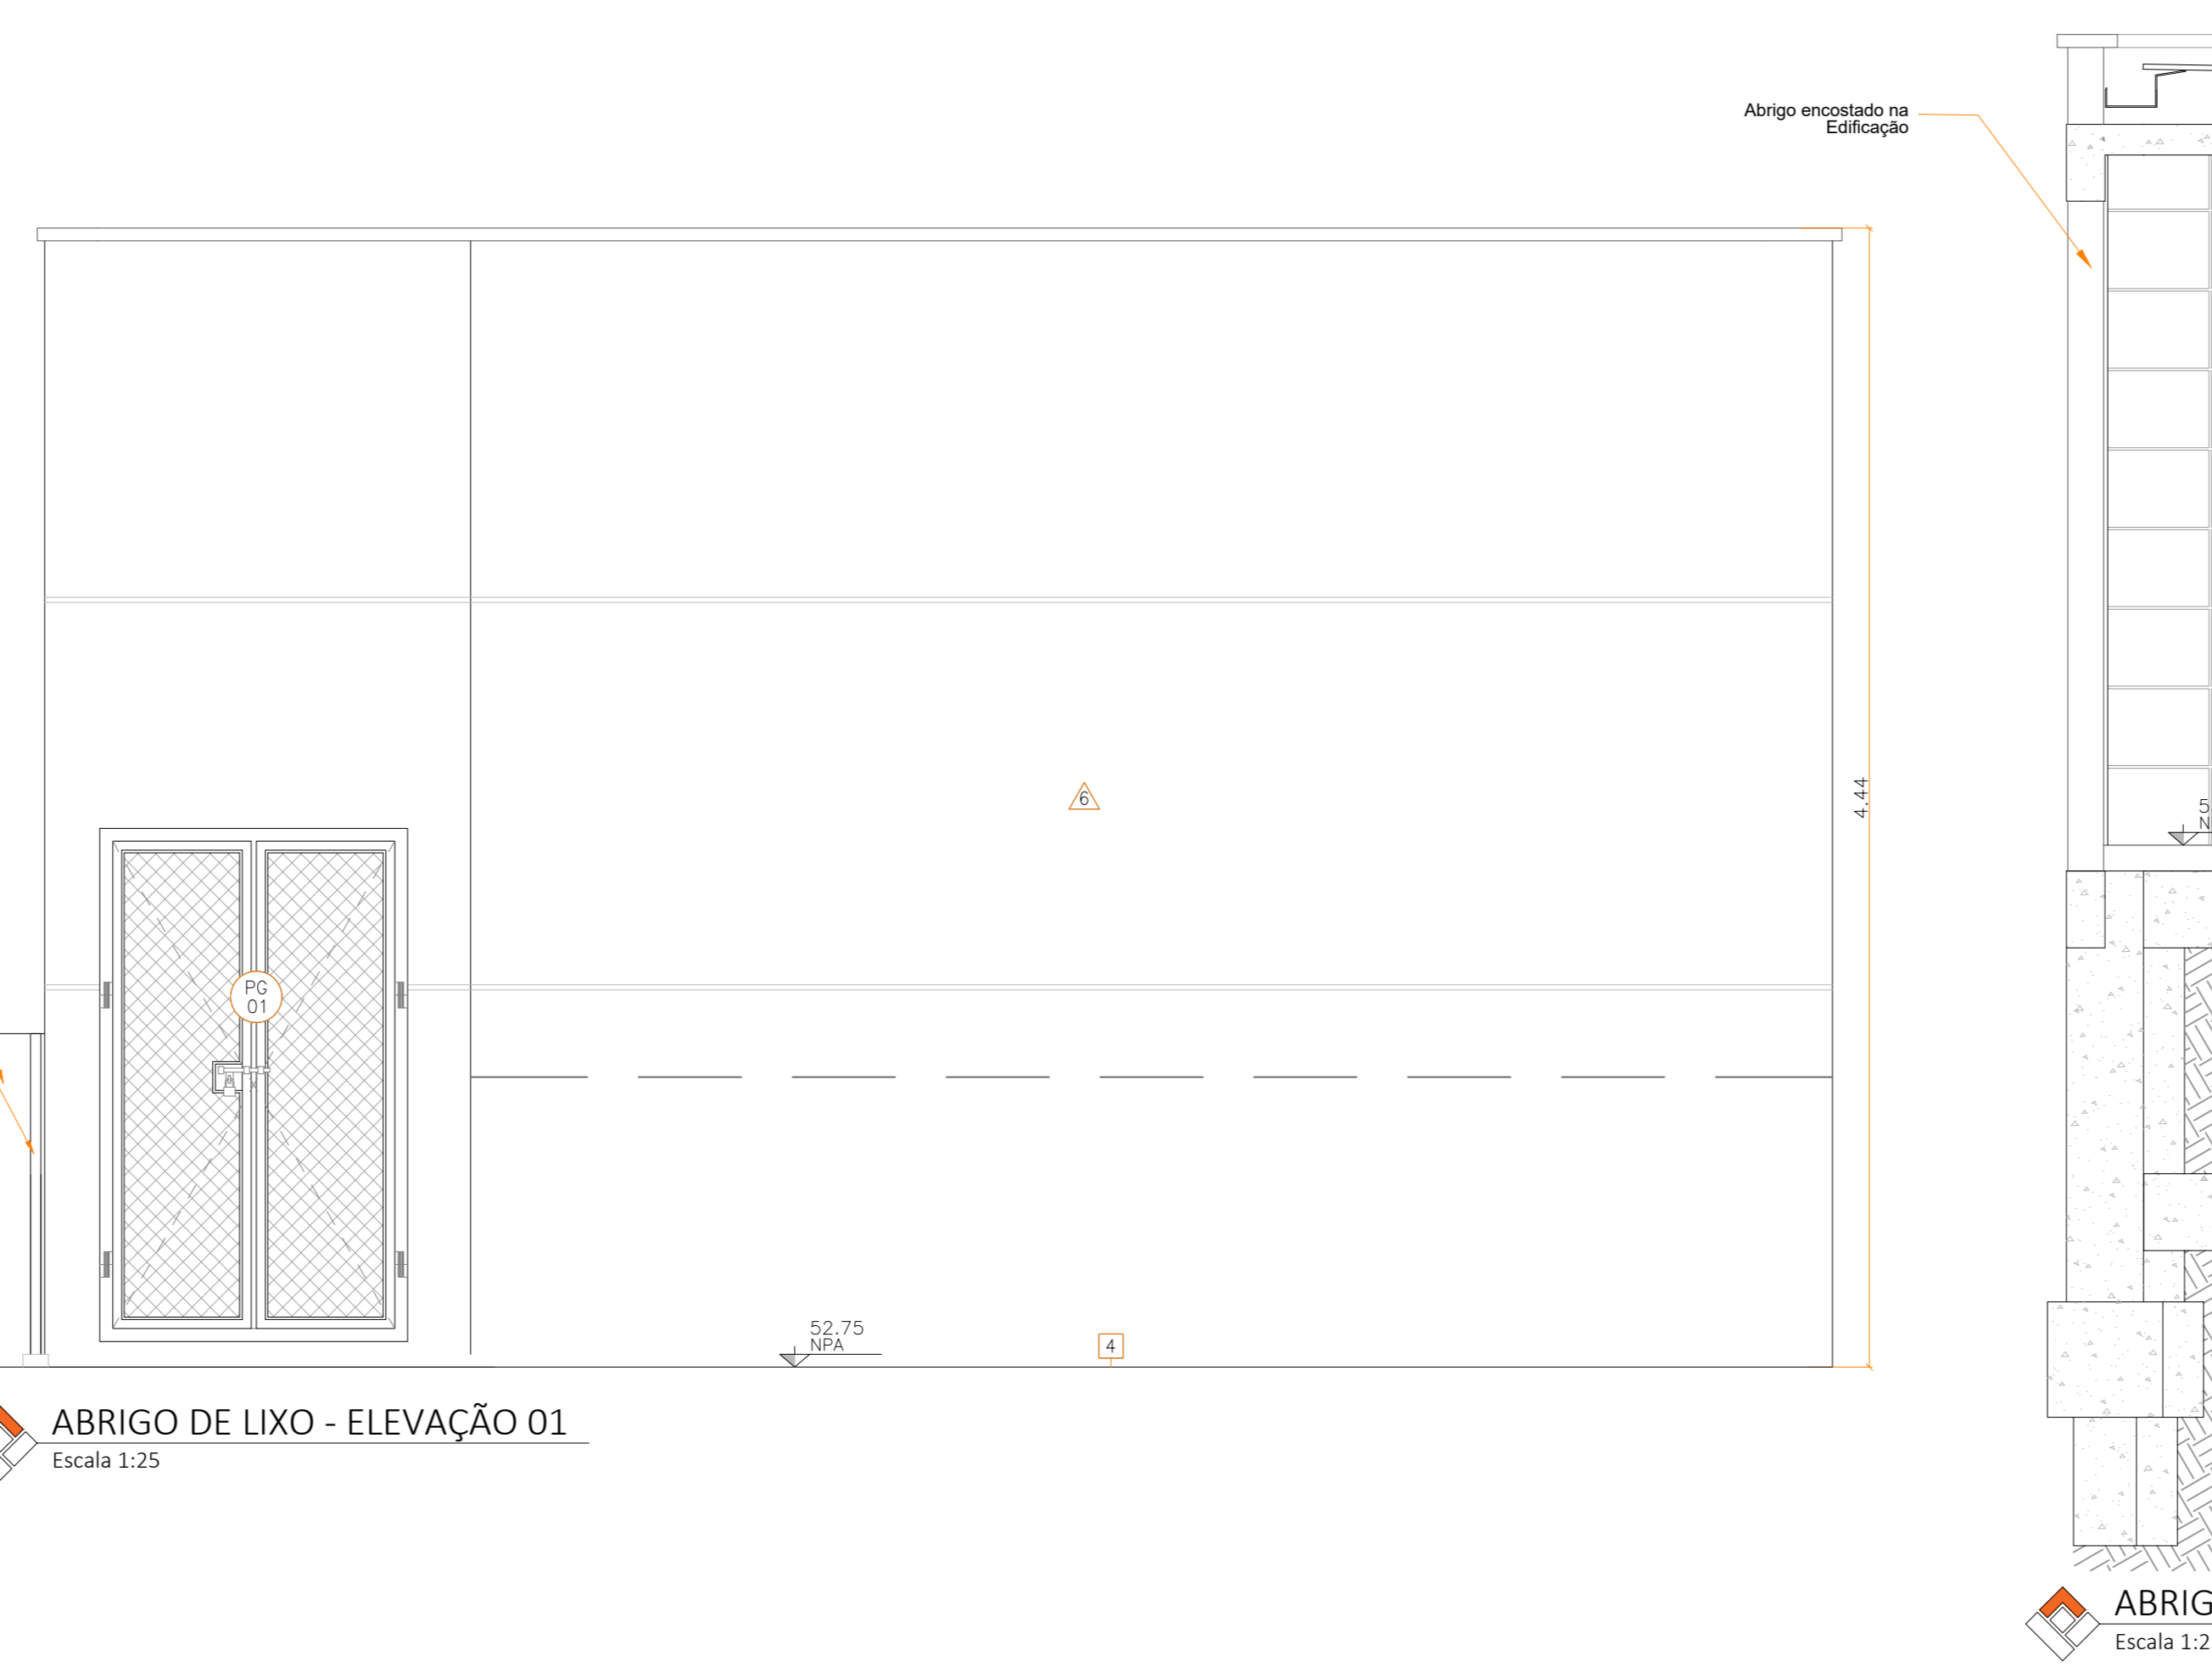 Abrigo encostado na
Edificação
6
4.44
PG
01
52.75
NPA
4
ABRIGO DE LIXO - ELEVAÇÃO 01
Escala 1:25
5
N
ABRIG
Escala 1:2